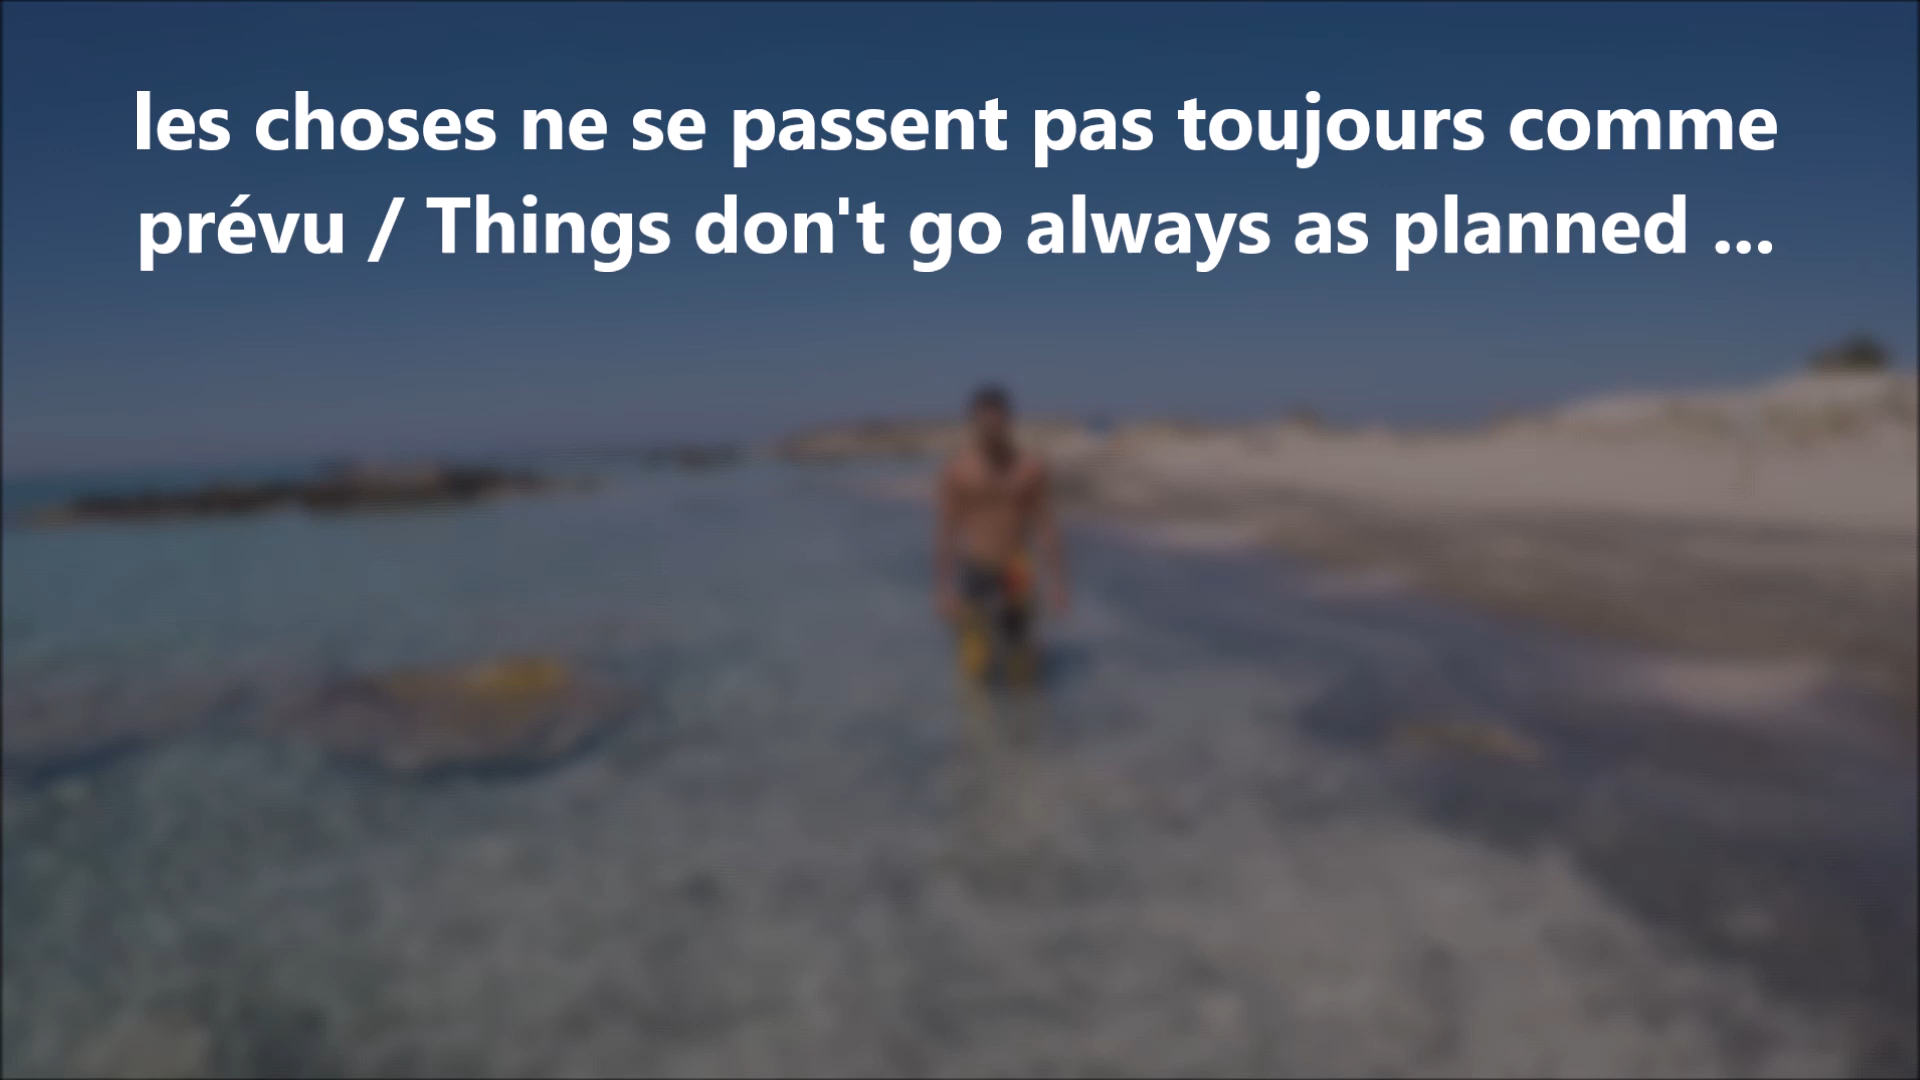 les choses ne se passent pas toujours comme
prévu / Things don't go always as planned ...